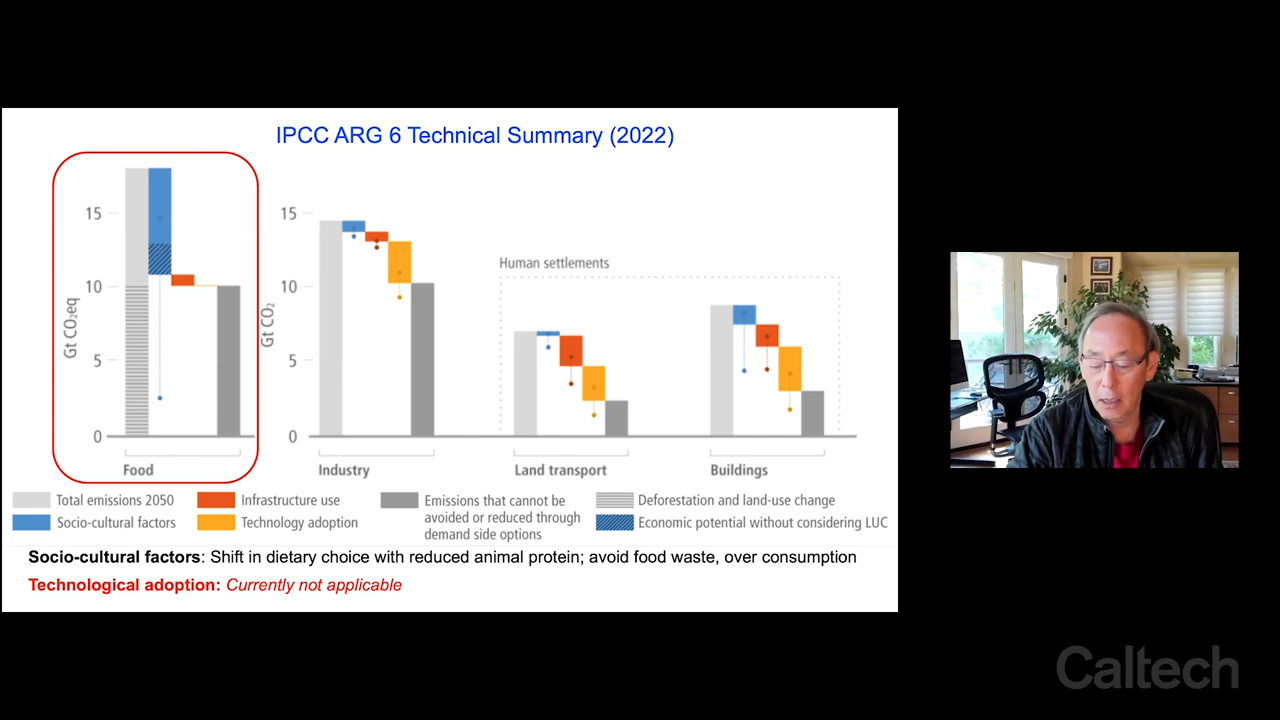 IPCC ARG 6 Technical Summary (2022)
15
10
5
0
Gt CO₂eq
Food
15
10
5
0
Gt CO₂
Industry
Human settlements
Land transport
Buildings
Total emissions 2050
Socio-cultural factors
Infrastructure use
Technology adoption
Emissions that cannot be
avoided or reduced through
demand side options
Deforestation and land-use change
Economic potential without considering LUC
Socio-cultural factors: Shift in dietary choice with reduced animal protein; avoid food waste, over consumption
Technological adoption: Currently not applicable
Caltech